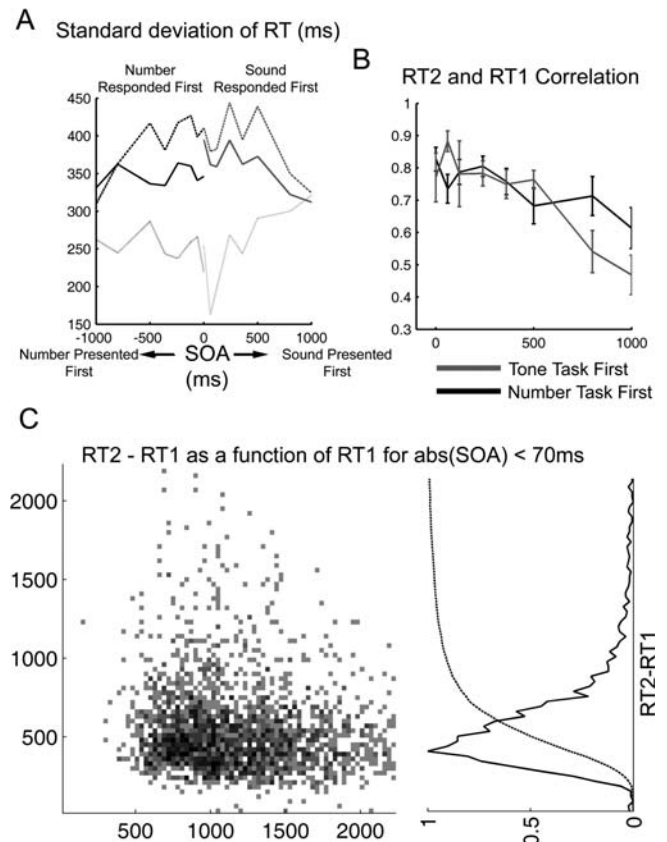 A
Standard deviation of RT (ms)
Number
Responded First
Sound
Responded First
450
400
350
300
250
200
150
-1000
-500
0
500
1000
Number Presented
First
SOA
(ms)
Sound Presented
First
B
RT2 and RT1 Correlation
1
0.9
0.8
0.7
0.6
0.5
0.4
0.3
0
500
1000
Tone Task First
Number Task First
C
RT2 - RT1 as a function of RT1 for abs(SOA) < 70ms
2000
1500
1000
500
500
1000
1500
2000
RT2-RT1
1
0.5
0